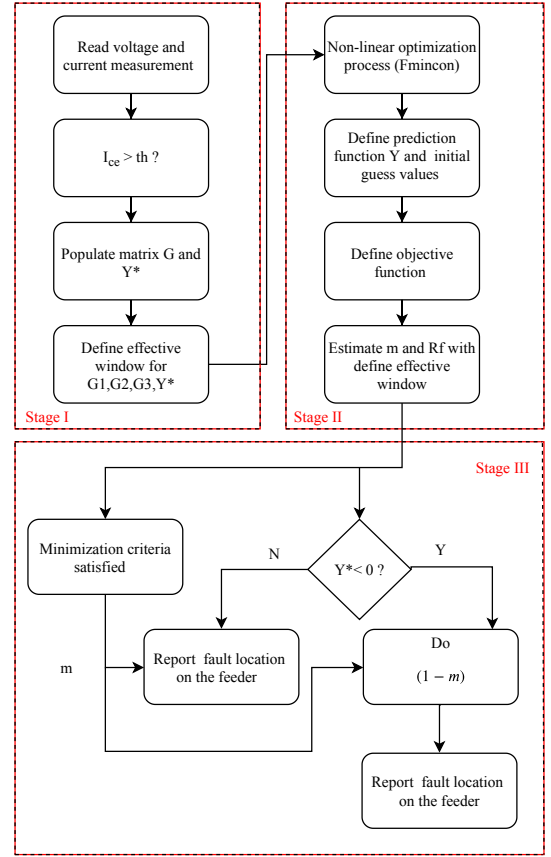 Read voltage and
current measurement
I_ce > th ?
Populate matrix G and
Y*
Define effective
window for
G1,G2,G3,Y*
Stage I
Non-linear optimization
process (Fmincon)
Define prediction
function Y and initial
guess values
Define objective
function
Estimate m and Rf with
define effective
window
Stage II
Stage III
Minimization criteria
satisfied
N
Y*< 0 ?
Y
m
Report fault location
on the feeder
Do
(1 − m)
Report fault location
on the feeder